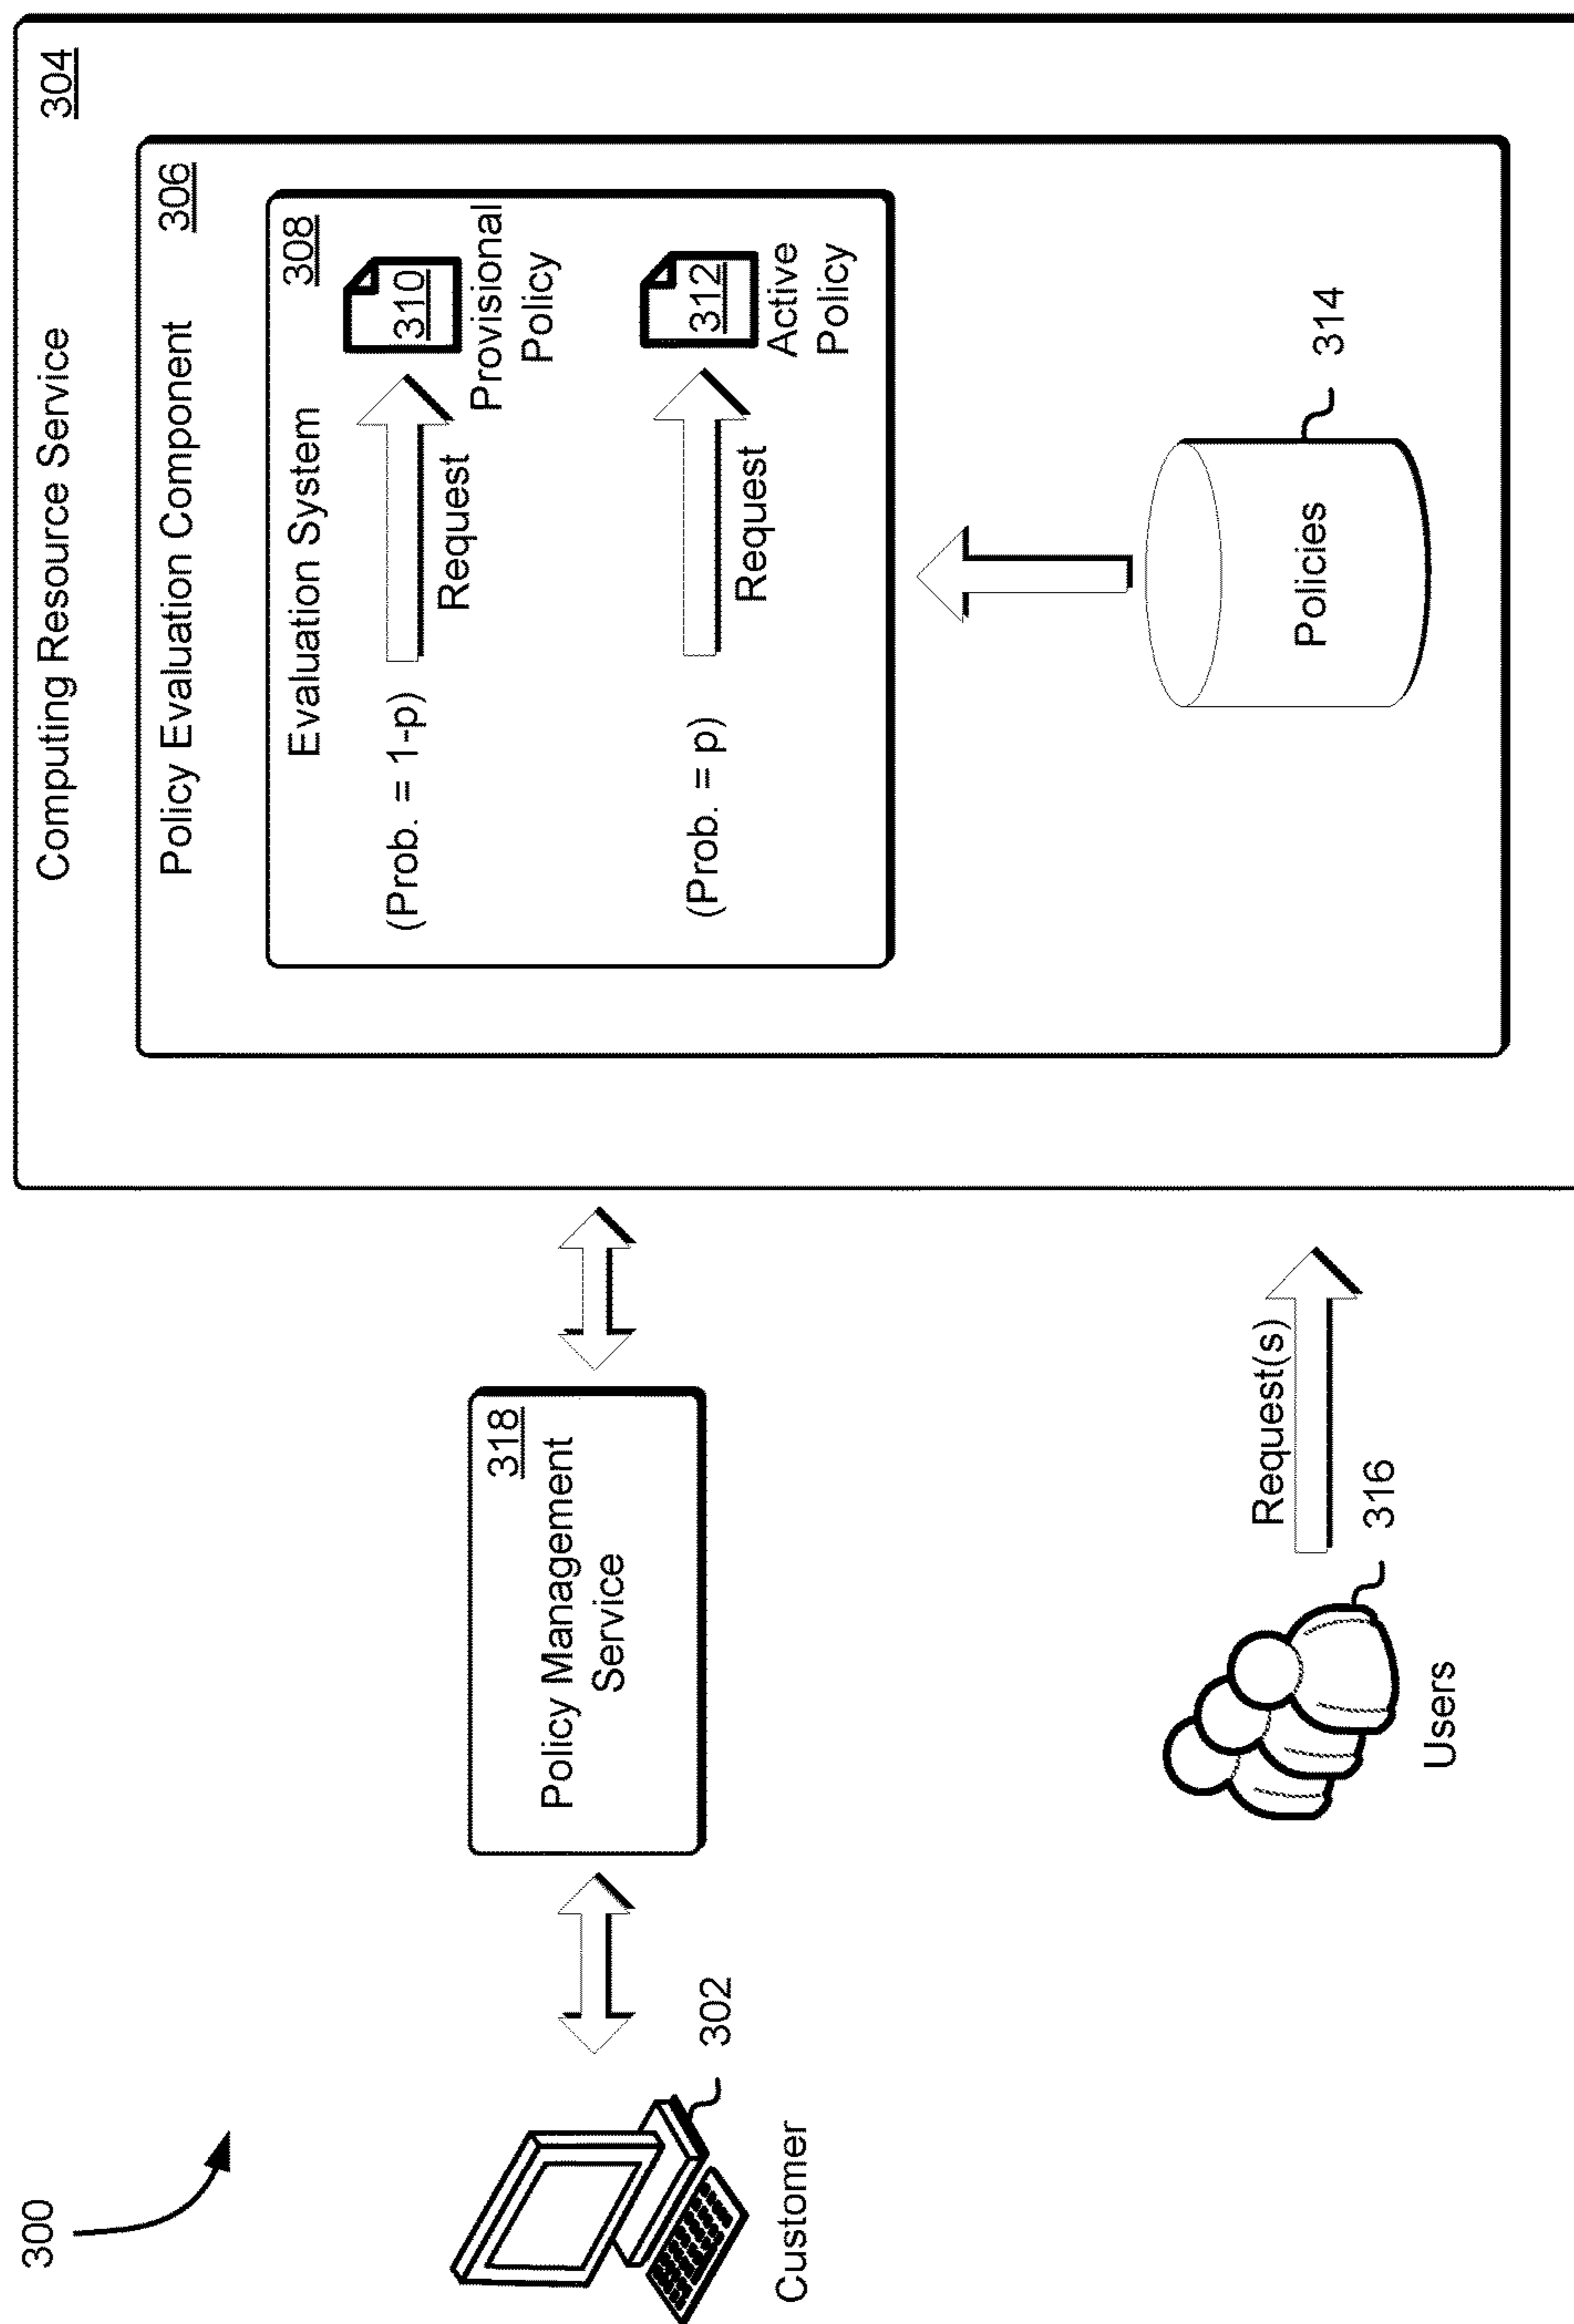 300
Computing Resource Service
304
Policy Evaluation Component
306
Evaluation System
308
(Prob. = 1-p)
Request
310
Provisional
Policy
(Prob. = p)
Request
312
Active
Policy
Policies
314
318
Policy Management
Service
302
Customer
Request(s)
316
Users